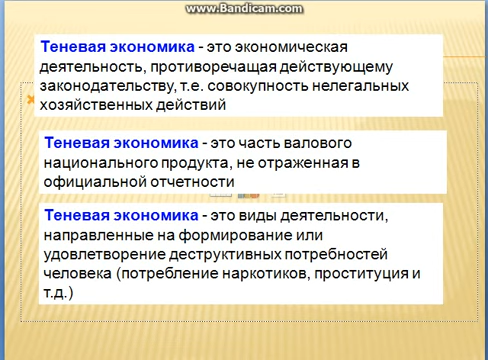 www.Bandicam.com
Теневая экономика - это экономическая
деятельность, противоречащая действующему
законодательству, т.е. совокупность нелегальных
хозяйственных действий
Теневая экономика - это часть валового
национального продукта, не отраженная в
официальной отчетности
Теневая экономика - это виды деятельности,
направленные на формирование или
удовлетворение деструктивных потребностей
человека (потребление наркотиков, проституция и
т.д.)